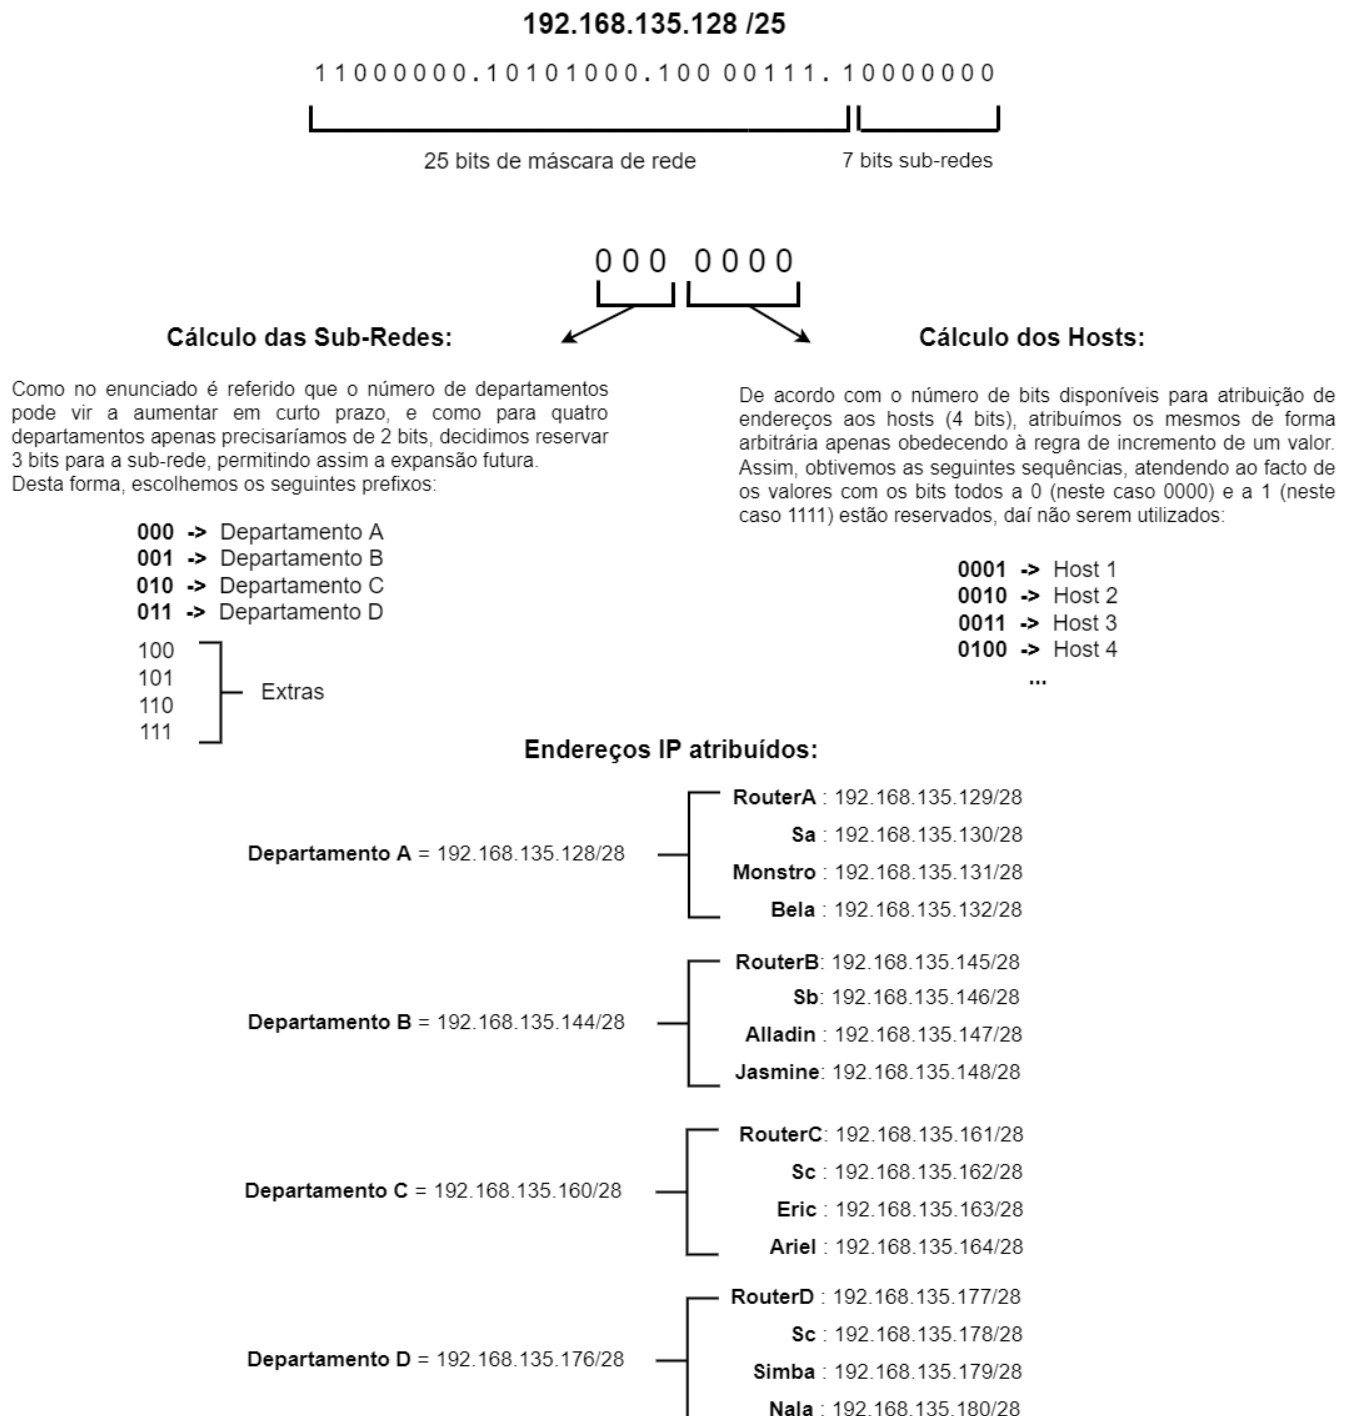 192.168.135.128 /25
11000000.10101000.100 00111.10000000
25 bits de máscara de rede
7 bits sub-redes
000 0000
Cálculo das Sub-Redes:
Como no enunciado é referido que o número de departamentos
pode vir a aumentar em curto prazo, e como para quatro
departamentos apenas precisaríamos de 2 bits, decidimos reservar
3 bits para a sub-rede, permitindo assim a expansão futura.
Desta forma, escolhemos os seguintes prefixos:
000 -> Departamento A
001 -> Departamento B
010 -> Departamento C
011 -> Departamento D
100
101
110
111
Extras
Cálculo dos Hosts:
De acordo com o número de bits disponíveis para atribuição de
endereços aos hosts (4 bits), atribuímos os mesmos de forma
arbitrária apenas obedecendo à regra de incremento de um valor.
Assim, obtivemos as seguintes sequências, atendendo ao facto de
os valores com os bits todos a 0 (neste caso 0000) e a 1 (neste
caso 1111) estão reservados, daí não serem utilizados:
0001 -> Host 1
0010 -> Host 2
0011 -> Host 3
0100 -> Host 4
...
Endereços IP atribuídos:
Departamento A = 192.168.135.128/28
RouterA : 192.168.135.129/28
Sa : 192.168.135.130/28
Monstro : 192.168.135.131/28
Bela : 192.168.135.132/28
Departamento B = 192.168.135.144/28
RouterB: 192.168.135.145/28
Sb: 192.168.135.146/28
Alladin : 192.168.135.147/28
Jasmine: 192.168.135.148/28
Departamento C = 192.168.135.160/28
RouterC: 192.168.135.161/28
Sc : 192.168.135.162/28
Eric : 192.168.135.163/28
Ariel : 192.168.135.164/28
Departamento D = 192.168.135.176/28
RouterD : 192.168.135.177/28
Sc : 192.168.135.178/28
Simba : 192.168.135.179/28
Nala : 192.168.135.180/28